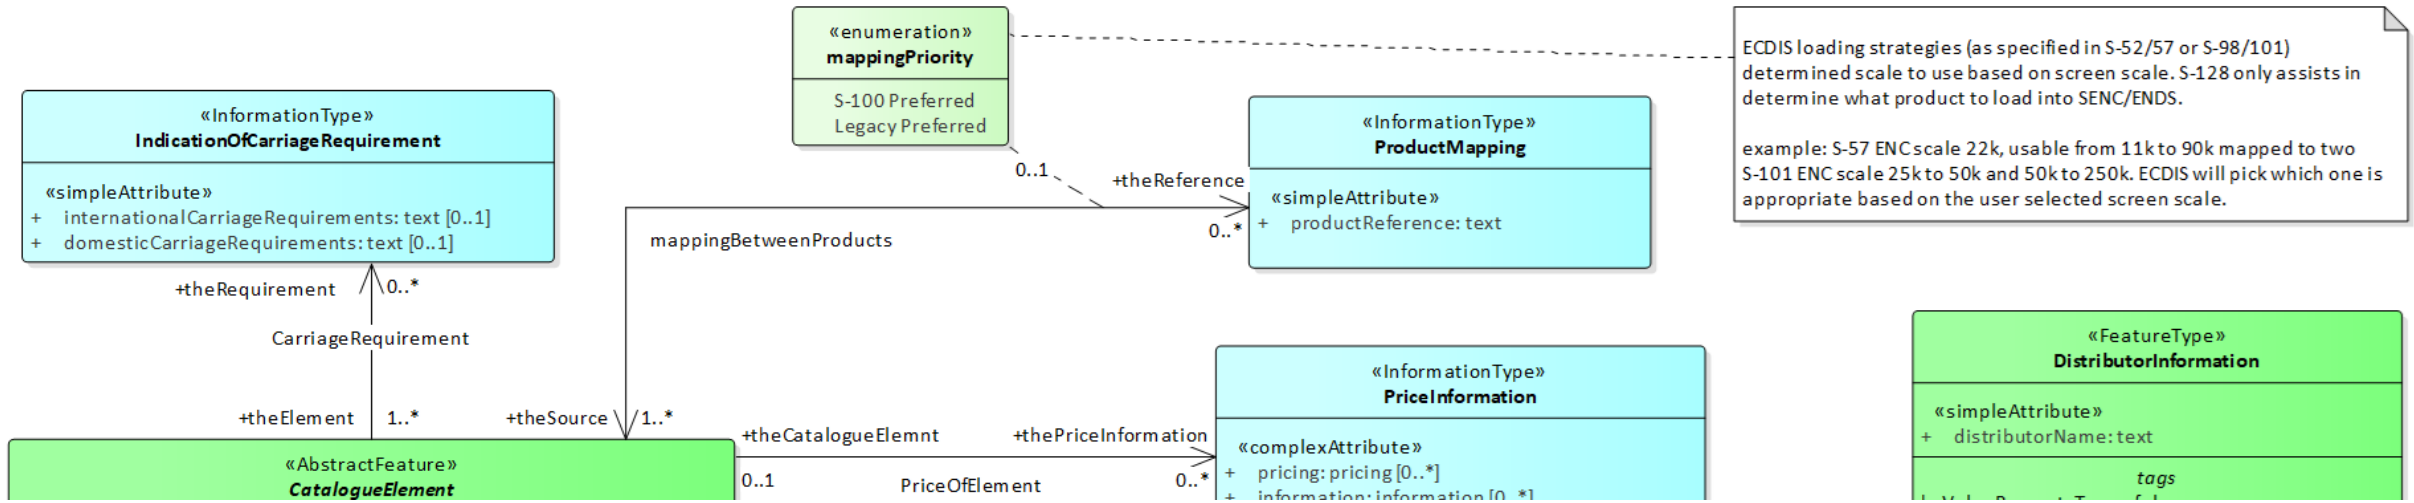 «enumeration»
mappingPriority
S-100 Preferred
Legacy Preferred
ECDIS loading strategies (as specified in S-52/57 or S-98/101)
determined scale to use based on screen scale. S-128 only assists in
determine what product to load into SENC/ENDS.
example: S-57 ENC scale 22k, usable from 11k to 90k mapped to two
S-101 ENC scale 25k to 50k and 50k to 250k. ECDIS will pick which one is
appropriate based on the user selected screen scale.
«InformationType»
IndicationOfCarriageRequirement
«simpleAttribute»
+ internationalCarriageRequirements: text [0..1]
+ domesticCarriageRequirements: text [0..1]
«InformationType»
ProductMapping
«simpleAttribute»
+ productReference: text
0..1
+theReference
0..*
mappingBetweenProducts
+theRequirement
0..*
CarriageRequirement
+theElement
1..*
+theSource
1..*
«AbstractFeature»
CatalogueElement
+theCatalogueElemnt
+thePriceInformation
0..1
PriceOfElement
0..*
«InformationType»
PriceInformation
«complexAttribute»
+ pricing: pricing [0..*]
+ information: information [0..*]
«FeatureType»
DistributorInformation
«simpleAttribute»
+ distributorName: text
tags